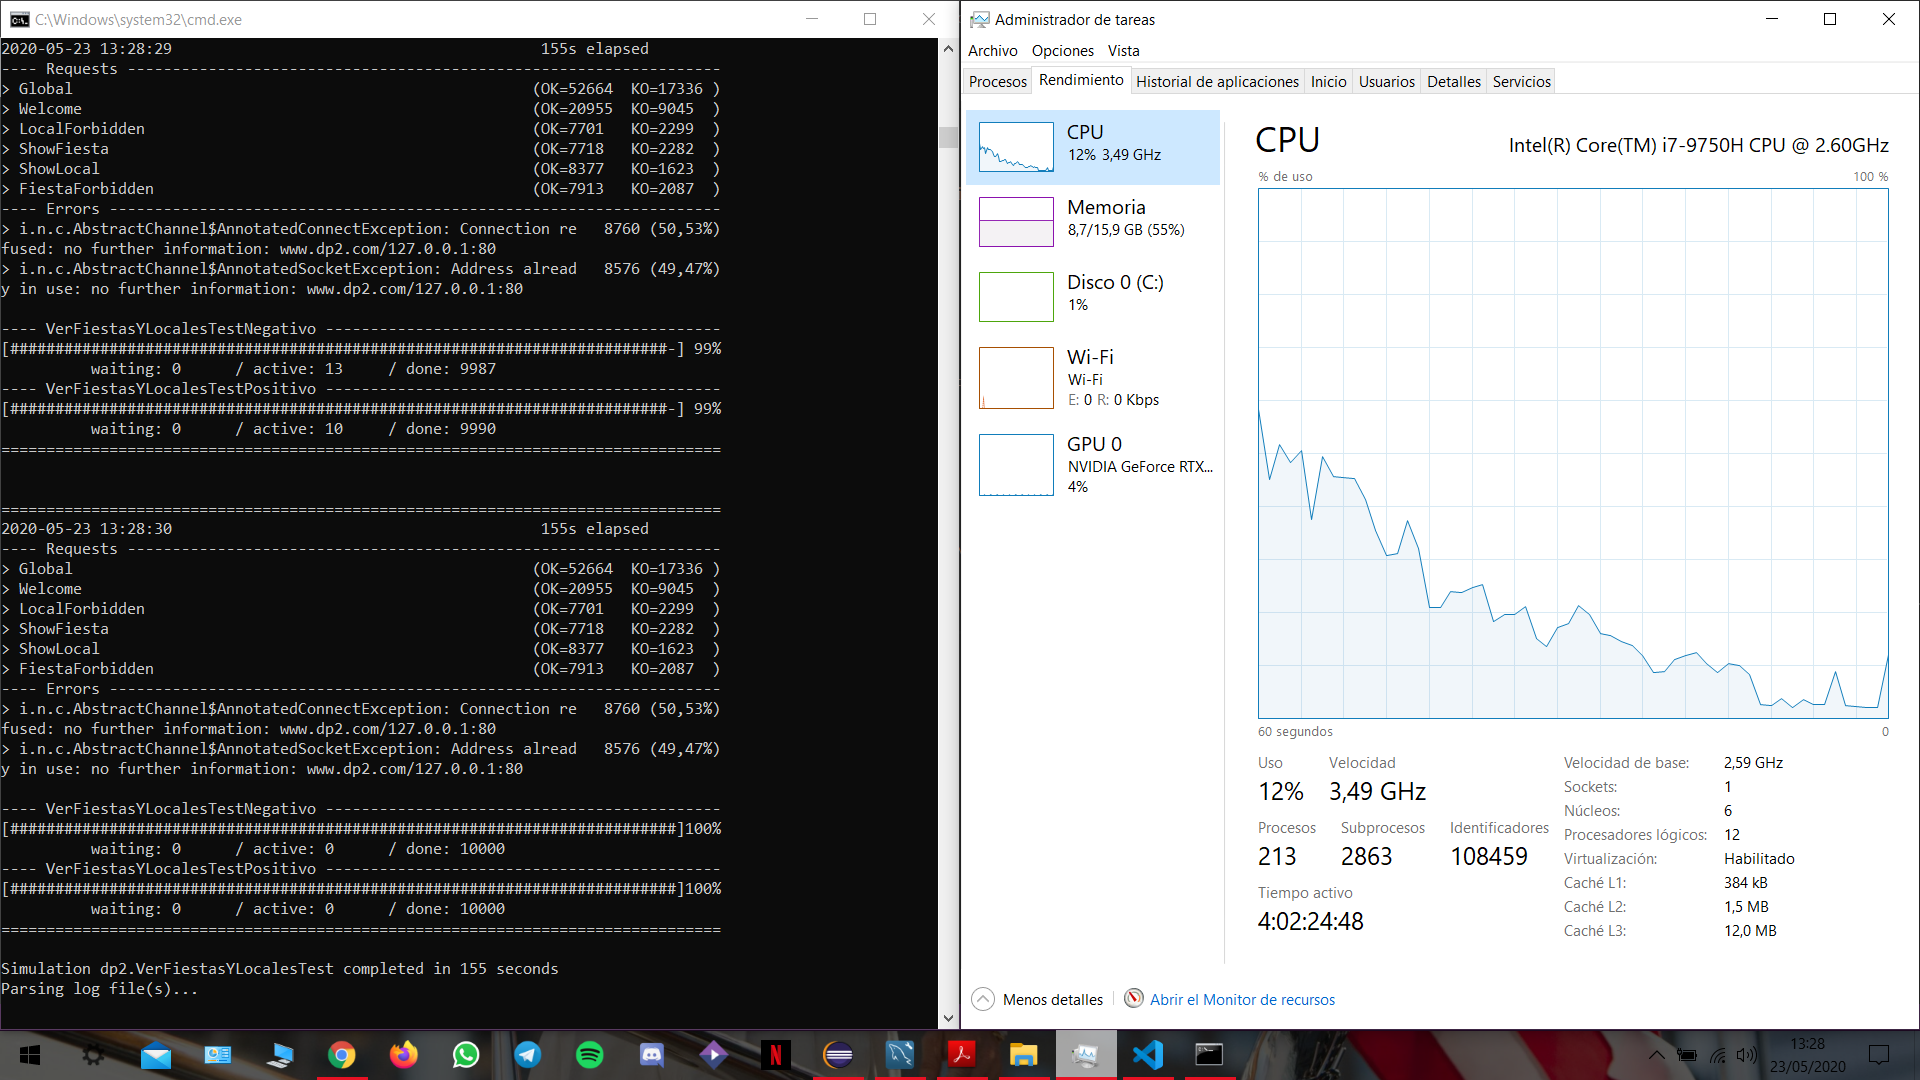 C:\Windows\system32\cmd.exe
2020-05-23 13:28:29                                         155s elapsed
---- Requests ------------------------------------------------------------------
> Global                                                   (OK=52664  KO=17336 )
> Welcome                                                  (OK=20955  KO=9045  )
> LocalForbidden                                           (OK=7701   KO=2299  )
> ShowFiesta                                               (OK=7718   KO=2282  )
> ShowLocal                                                (OK=8377   KO=1623  )
> FiestaForbidden                                          (OK=7913   KO=2087  )
---- Errors --------------------------------------------------------------------
> i.n.c.AbstractChannel$AnnotatedConnectException: Connection re   8760 (50,53%)
fused: no further information: www.dp2.com/127.0.0.1:80
> i.n.c.AbstractChannel$AnnotatedSocketException: Address alread   8576 (49,47%)
y in use: no further information: www.dp2.com/127.0.0.1:80
---- VerFiestasYLocalesTestNegativo --------------------------------------------
[#########################################################################-] 99%
          waiting: 0      / active: 13     / done: 9987
---- VerFiestasYLocalesTestPositivo --------------------------------------------
[#########################################################################-] 99%
          waiting: 0      / active: 10     / done: 9990
================================================================================
================================================================================
2020-05-23 13:28:30                                         155s elapsed
---- Requests ------------------------------------------------------------------
> Global                                                   (OK=52664  KO=17336 )
> Welcome                                                  (OK=20955  KO=9045  )
> LocalForbidden                                           (OK=7701   KO=2299  )
> ShowFiesta                                               (OK=7718   KO=2282  )
> ShowLocal                                                (OK=8377   KO=1623  )
> FiestaForbidden                                          (OK=7913   KO=2087  )
---- Errors --------------------------------------------------------------------
> i.n.c.AbstractChannel$AnnotatedConnectException: Connection re   8760 (50,53%)
fused: no further information: www.dp2.com/127.0.0.1:80
> i.n.c.AbstractChannel$AnnotatedSocketException: Address alread   8576 (49,47%)
y in use: no further information: www.dp2.com/127.0.0.1:80
---- VerFiestasYLocalesTestNegativo --------------------------------------------
[##########################################################################]100%
          waiting: 0      / active: 0      / done: 10000
---- VerFiestasYLocalesTestPositivo --------------------------------------------
[##########################################################################]100%
          waiting: 0      / active: 0      / done: 10000
================================================================================
Simulation dp2.VerFiestasYLocalesTest completed in 155 seconds
Parsing log file(s)...
Administrador de tareas
Archivo Opciones Vista
Procesos Rendimiento Historial de aplicaciones Inicio Usuarios Detalles Servicios
CPU
12% 3,49 GHz
Memoria
8,7/15,9 GB (55%)
Disco 0 (C:)
1%
Wi-Fi
Wi-Fi
E: 0 R: 0 Kbps
GPU 0
NVIDIA GeForce RTX...
4%
CPU
Intel(R) Core(TM) i7-9750H CPU @ 2.60GHz
% de uso 100 %
60 segundos 0
Uso Velocidad
12% 3,49 GHz
Procesos Subprocesos Identificadores
213 2863 108459
Tiempo activo
4:02:24:48
Velocidad de base: 2,59 GHz
Sockets: 1
Núcleos: 6
Procesadores lógicos: 12
Virtualización: Habilitado
Caché L1: 384 kB
Caché L2: 1,5 MB
Caché L3: 12,0 MB
Menos detalles Abrir el Monitor de recursos
13:28
23/05/2020